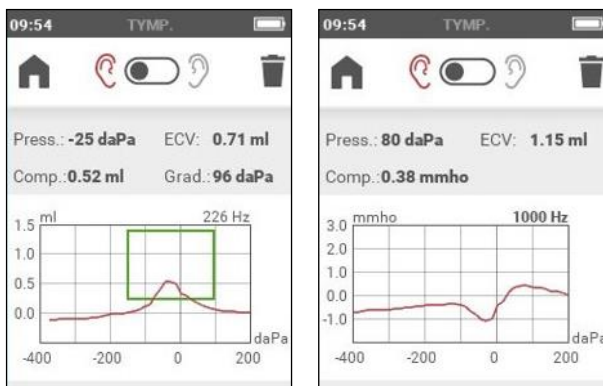 09:54 TYMP.
Press.: -25 daPa ECV: 0.71 ml
Comp.:0.52 ml Grad.:96 daPa
ml 226 Hz
1.5
1.0
0.5
0.0
daPa
-400 -200 0 200
09:54 TYMP.
Press.: 80 daPa ECV: 1.15 ml
Comp.:0.38 mmho
mmho 1000 Hz
3.0
2.0
1.0
0.0
-1.0
daPa
-400 -200 0 200